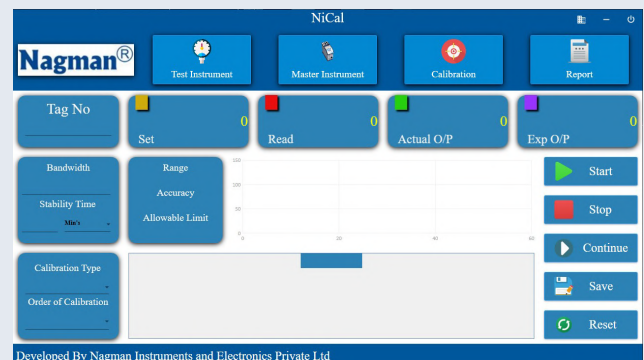 NiCal
Nagman®
Test Instrument
Master Instrument
Calibration
Report
Tag No
Set
0
Read
0
Actual O/P
0
Exp O/P
0
Bandwidth
Stability Time
Min's
Range
Accuracy
Allowable Limit
150
100
50
0
0
20
40
60
Start
Stop
Continue
Save
Reset
Calibration Type
Order of Calibration
Developed By Nagman Instruments and Electronics Private Ltd